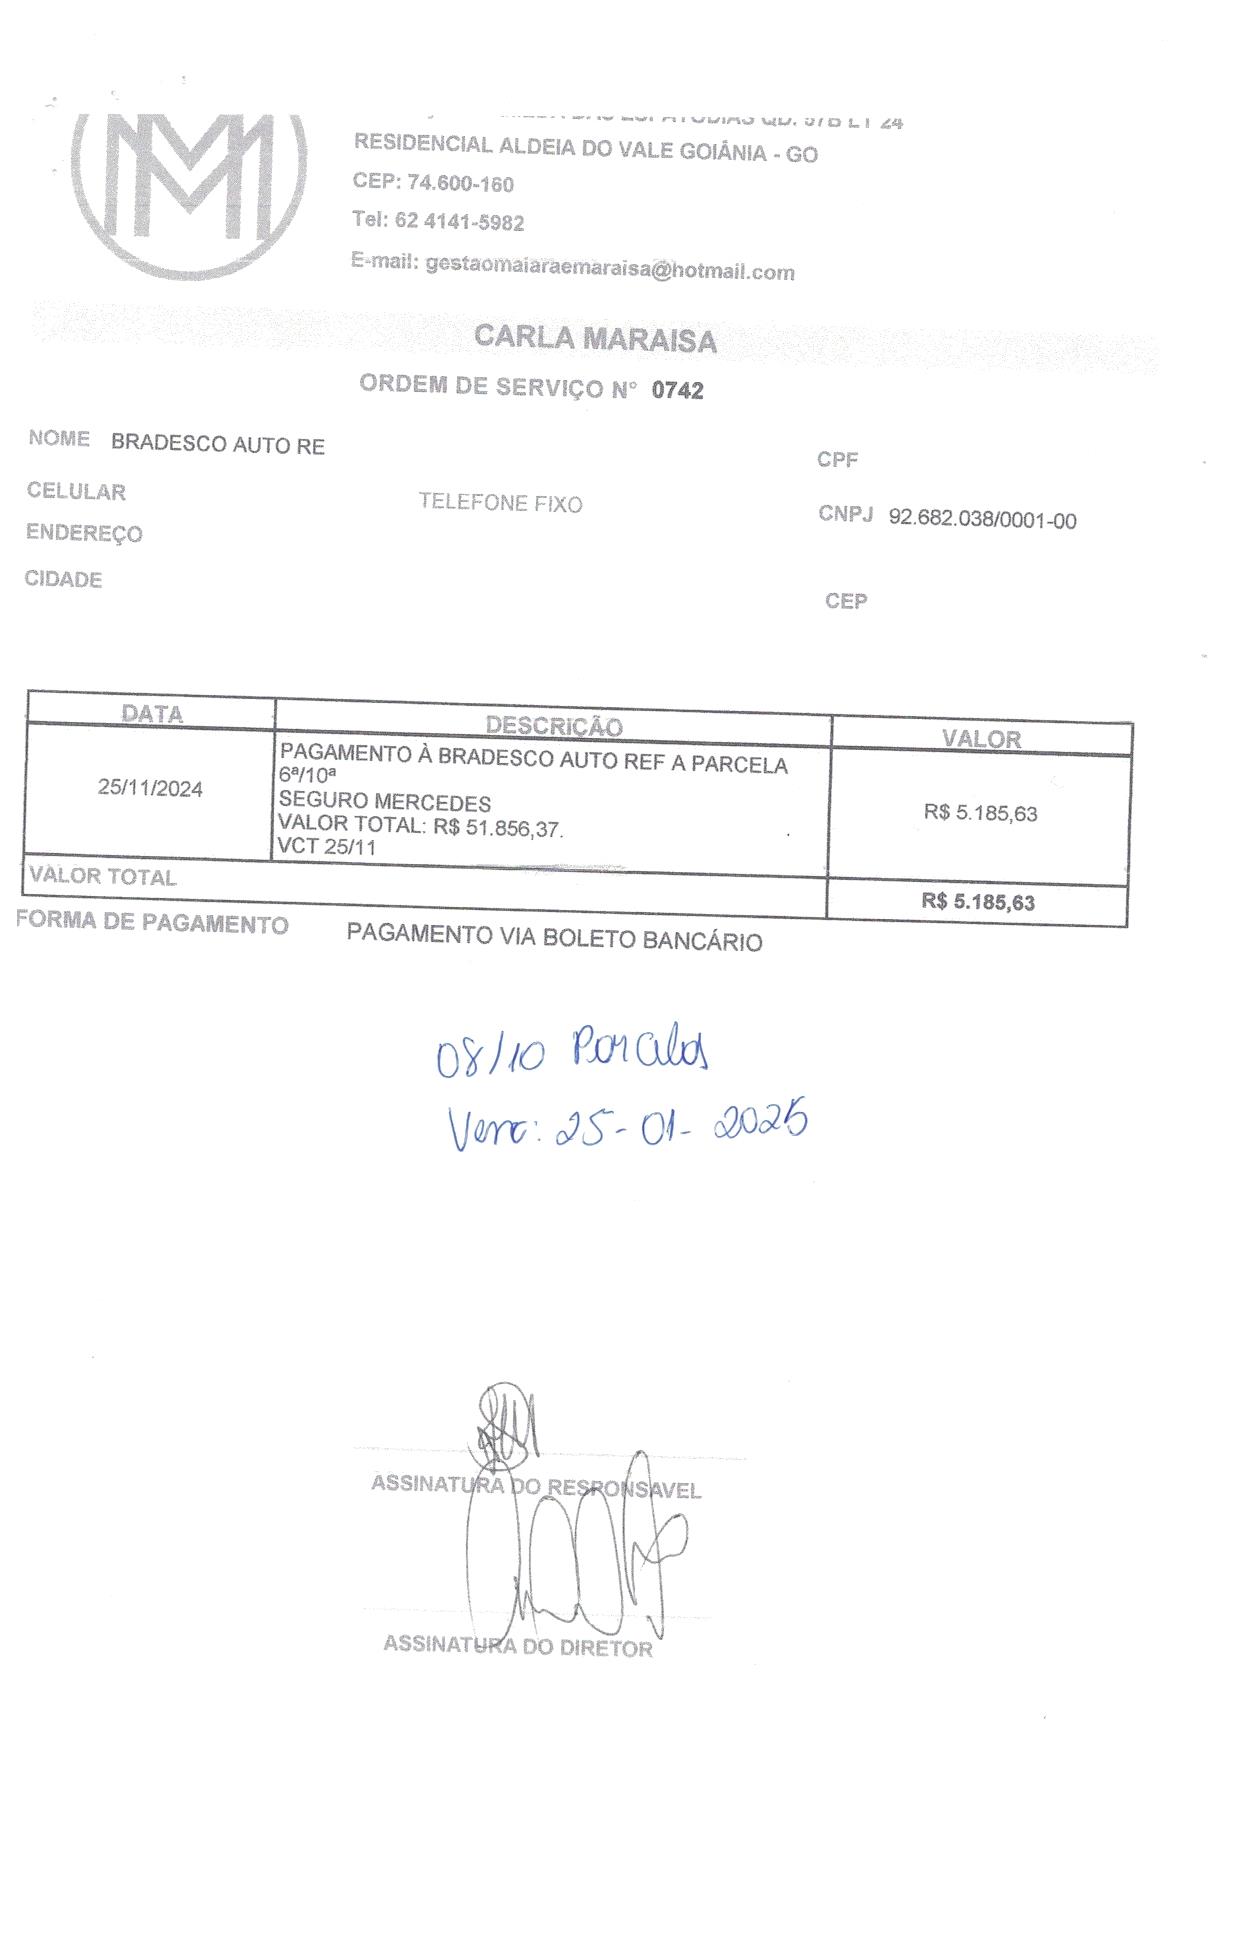 QD. 37B LT 24
RESIDENCIAL ALDEIA DO VALE GOIÂNIA - GO
CEP: 74.600-160
Tel: 62 4141-5982
E-mail: gestaomaiaraemaraisa@hotmail.com
CARLA MARAISA
ORDEM DE SERVIÇO N° 0742
NOME BRADESCO AUTO RE
CPF
CELULAR
TELEFONE FIXO
CNPJ 92.682.038/0001-00
ENDEREÇO
CIDADE
CEP
DATA DESCRIÇÃO VALOR
25/11/2024
PAGAMENTO À BRADESCO AUTO REF A PARCELA
6ª/10ª
SEGURO MERCEDES
VALOR TOTAL: R$ 51.856,37.
VCT 25/11
R$ 5.185,63
VALOR TOTAL R$ 5.185,63
FORMA DE PAGAMENTO PAGAMENTO VIA BOLETO BANCÁRIO
08/10 Parcelas
Venc: 25-01-2025
ASSINATURA DO RESPONSAVEL
ASSINATURA DO DIRETOR